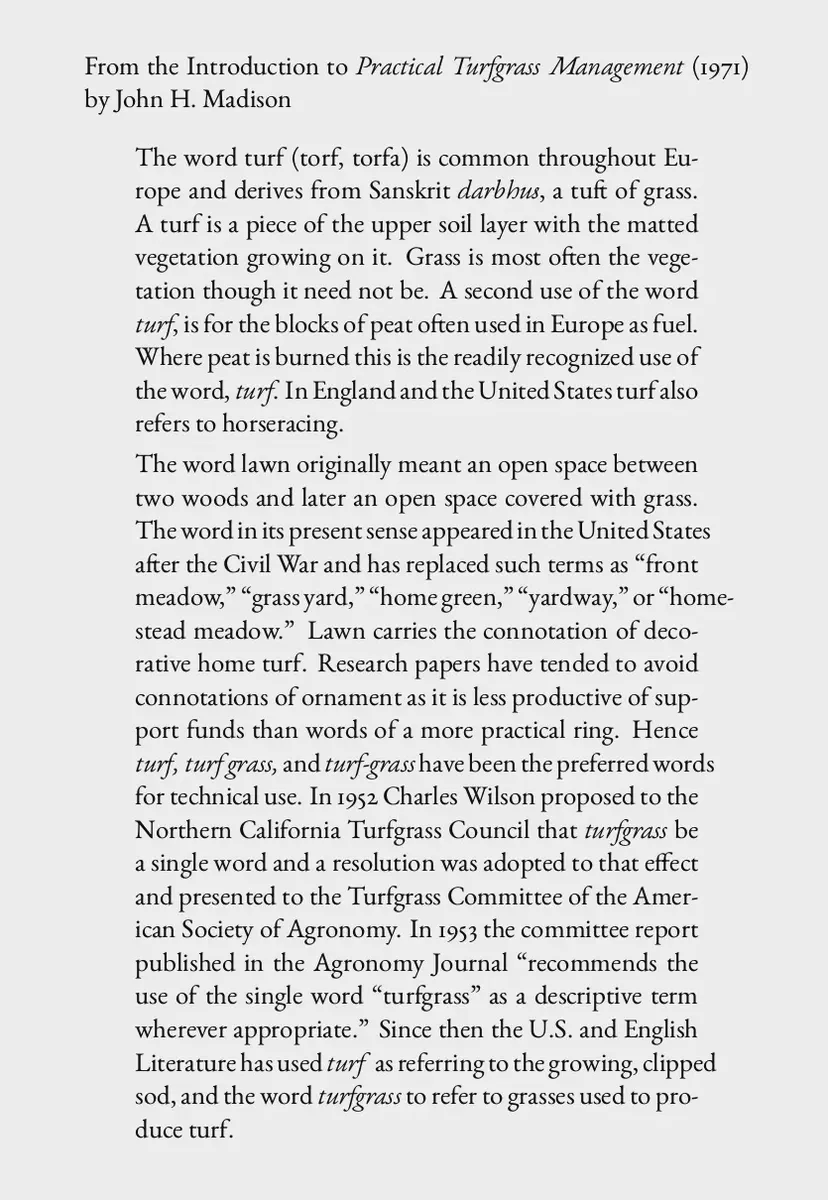 From the Introduction to Practical Turfgrass Management (1971)
by John H. Madison
The word turf (torf, torfa) is common throughout Eu-
rope and derives from Sanskrit darbhus, a tuft of grass.
A turf is a piece of the upper soil layer with the matted
vegetation growing on it. Grass is most often the vege-
tation though it need not be. A second use of the word
turf, is for the blocks of peat often used in Europe as fuel.
Where peat is burned this is the readily recognized use of
the word, turf. In England and the United States turf also
refers to horseracing.
The word lawn originally meant an open space between
two woods and later an open space covered with grass.
The word in its present sense appeared in the United States
after the Civil War and has replaced such terms as “front
meadow,” “grass yard,” “home green,” “yardway,” or “home-
stead meadow.” Lawn carries the connotation of deco-
rative home turf. Research papers have tended to avoid
connotations of ornament as it is less productive of sup-
port funds than words of a more practical ring. Hence
turf, turf grass, and turf-grass have been the preferred words
for technical use. In 1952 Charles Wilson proposed to the
Northern California Turfgrass Council that turfgrass be
a single word and a resolution was adopted to that effect
and presented to the Turfgrass Committee of the Amer-
ican Society of Agronomy. In 1953 the committee report
published in the Agronomy Journal “recommends the
use of the single word “turfgrass” as a descriptive term
wherever appropriate.” Since then the U.S. and English
Literature has used turf as referring to the growing, clipped
sod, and the word turfgrass to refer to grasses used to pro-
duce turf.